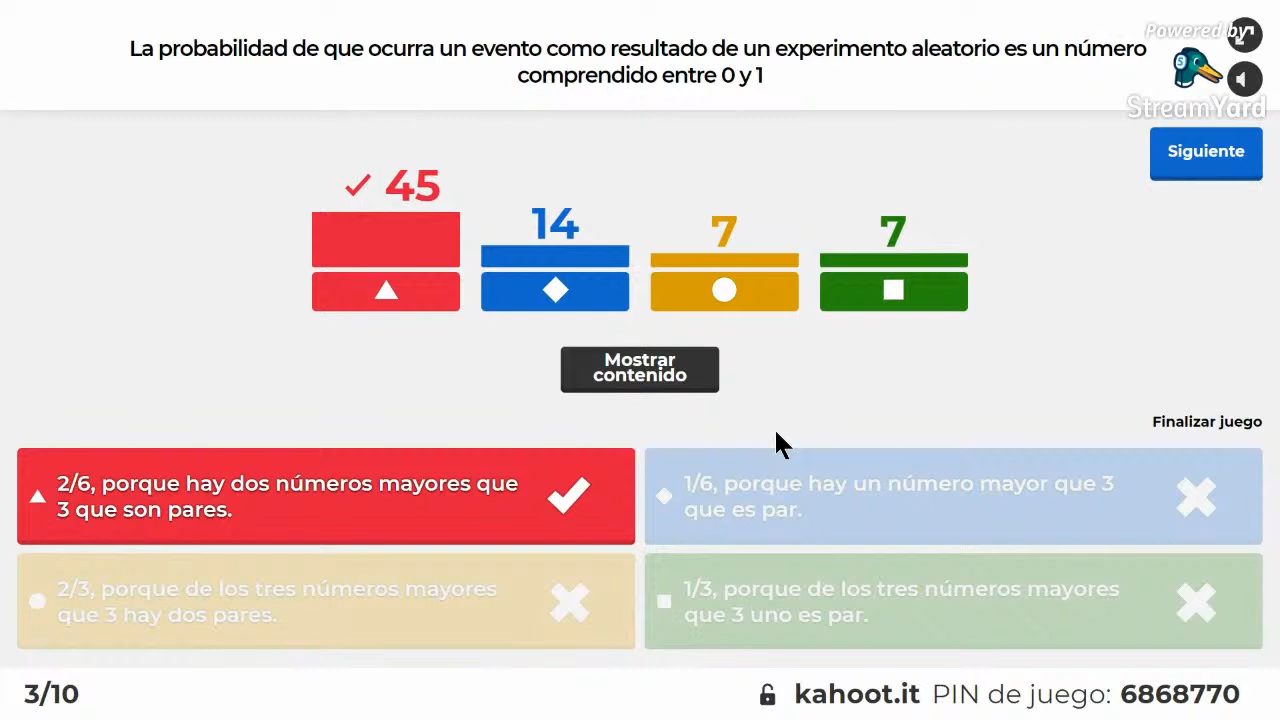 La probabilidad de que ocurra un evento como resultado de un experimento aleatorio es un número
comprendido entre 0 y 1
Powered by
StreamYard
Siguiente
45
14
7
7
Mostrar
contenido
Finalizar juego
2/6, porque hay dos números mayores que
3 que son pares.
1/6, porque hay un número mayor que 3
que es par.
2/3, porque de los tres números mayores
que 3 hay dos pares.
1/3, porque de los tres números mayores
que 3 uno es par.
3/10
kahoot.it PIN de juego: 6868770